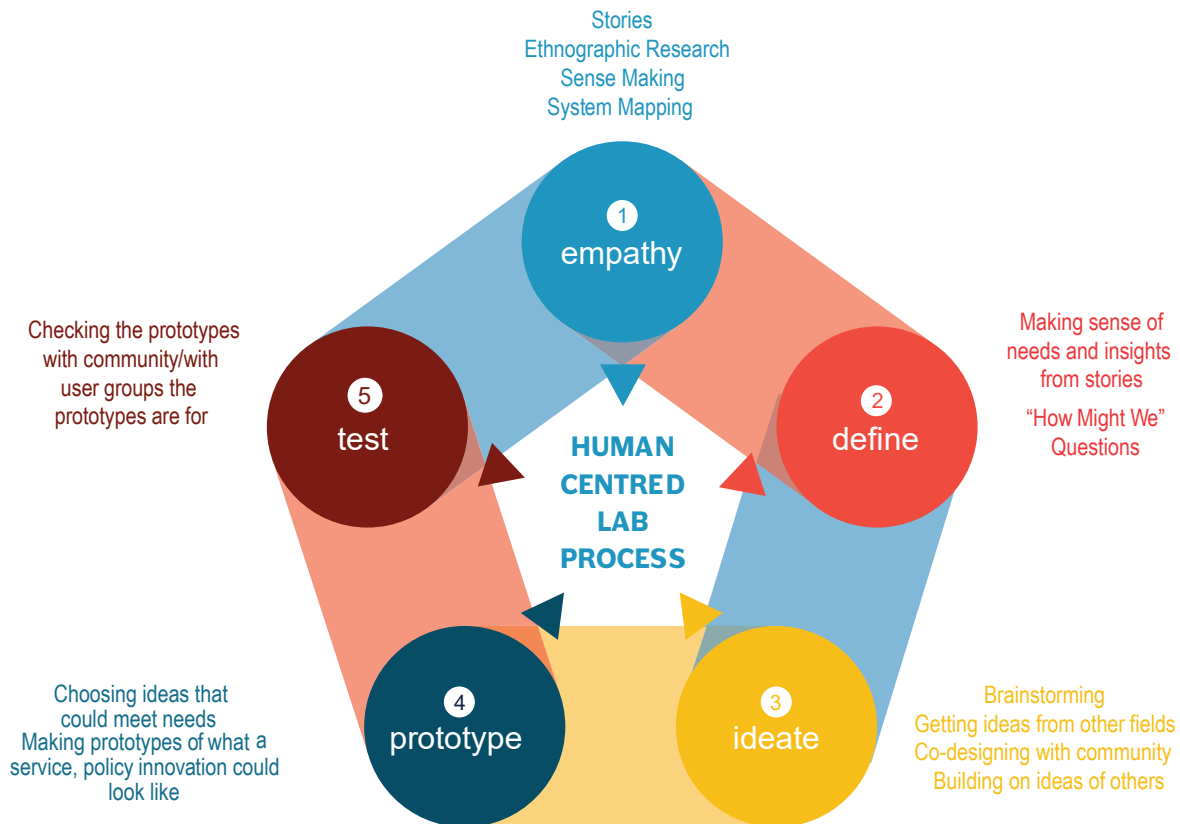 Stories
Ethnographic Research
Sense Making
System Mapping
1
empathy
Making sense of
needs and insights
from stories
“How Might We”
Questions
2
define
Brainstorming
Getting ideas from other fields
Co-designing with community
Building on ideas of others
3
ideate
Choosing ideas that
could meet needs
Making prototypes of what a
service, policy innovation could
look like
4
prototype
Checking the prototypes
with community/with
user groups the
prototypes are for
5
test
HUMAN
CENTRED
LAB
PROCESS